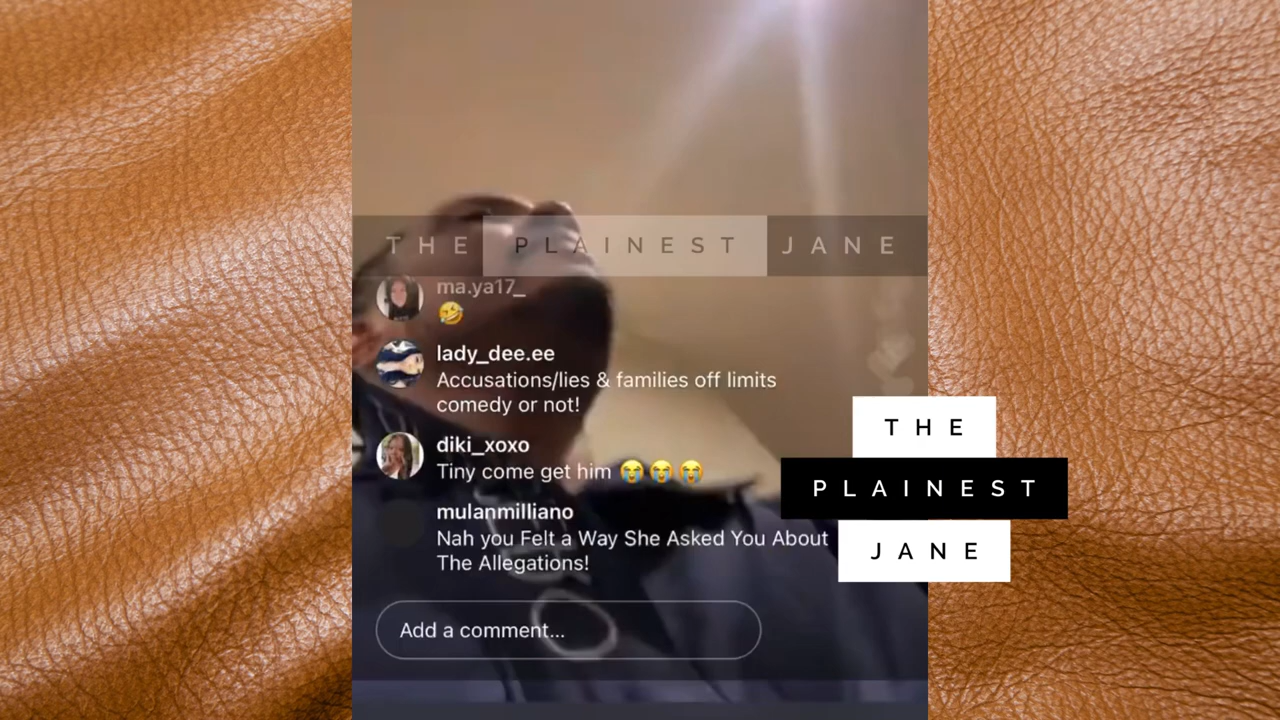 THE PLAINEST JANE
ma.ya17_
🤣
lady_dee.ee
Accusations/lies & families off limits
comedy or not!
diki_xoxo
Tiny come get him 😭😭😭
mulanmilliano
Nah you Felt a Way She Asked You About
The Allegations!
Add a comment...
THE
PLAINEST
JANE